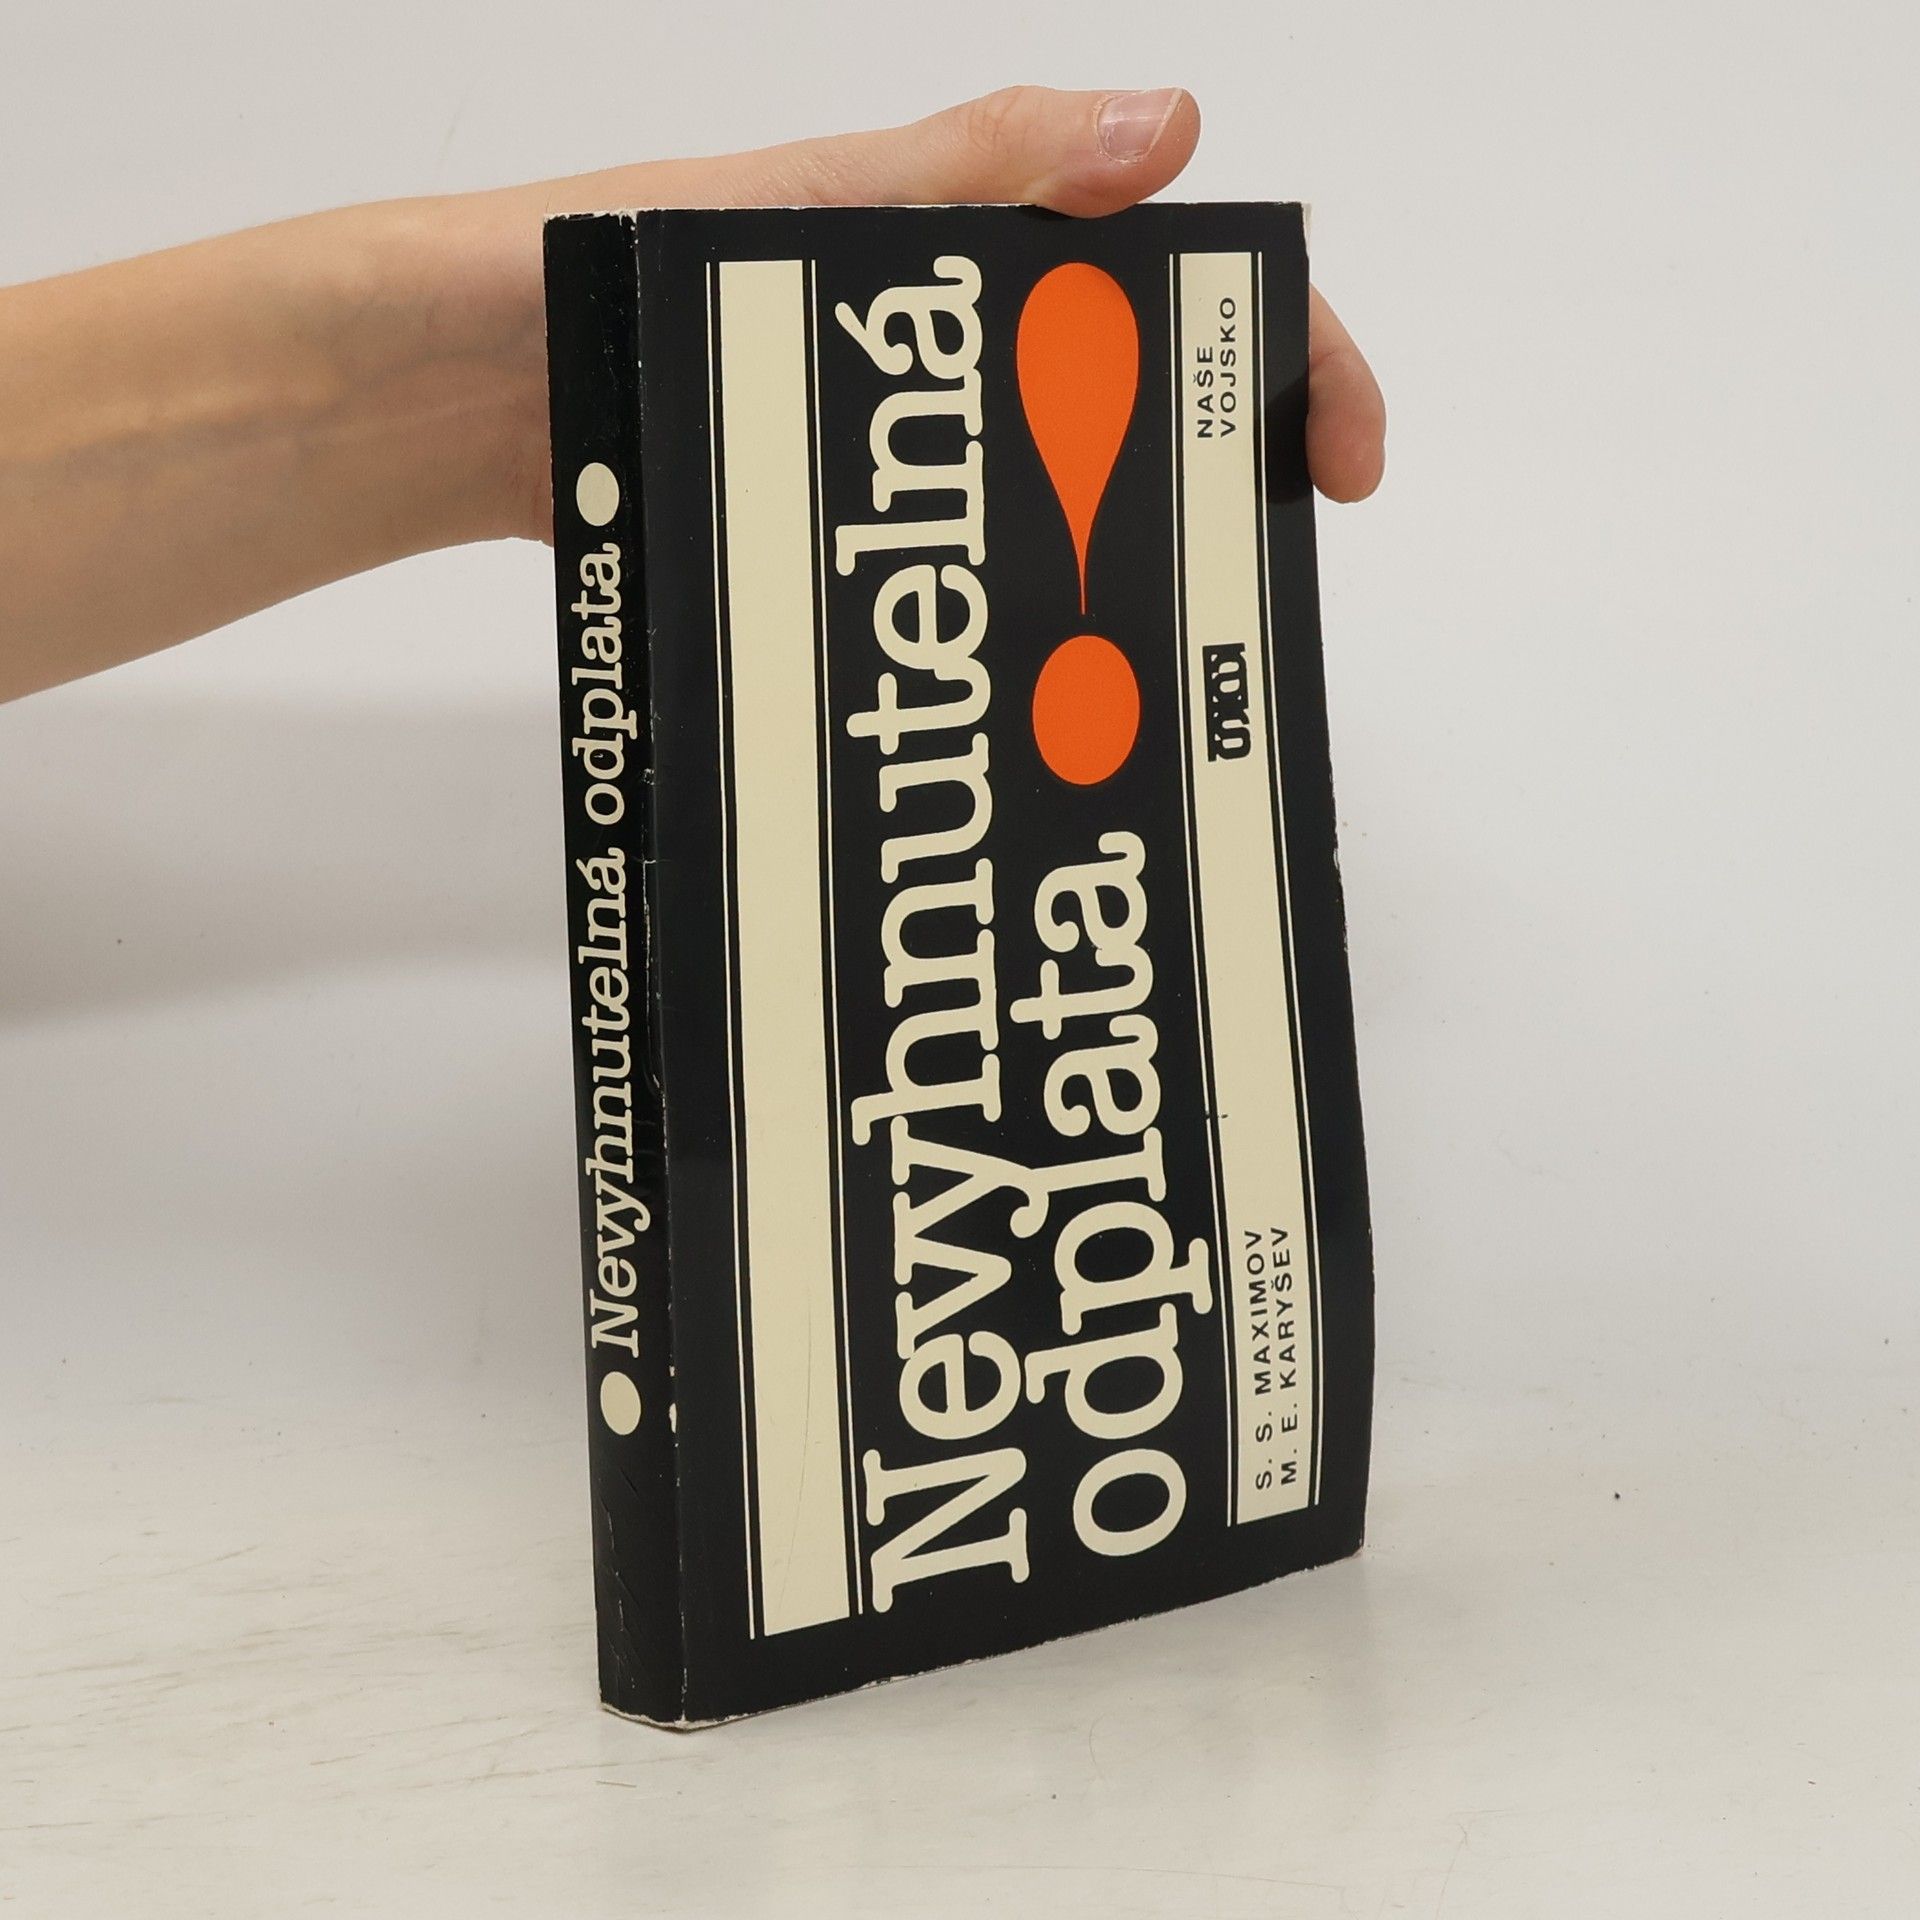 Nevyhnutelná odplata
Nevyhnutelná
odplata!
S. S. MAXIMOV
M. E. KARYŠEV
NAŠE
VOJSKO